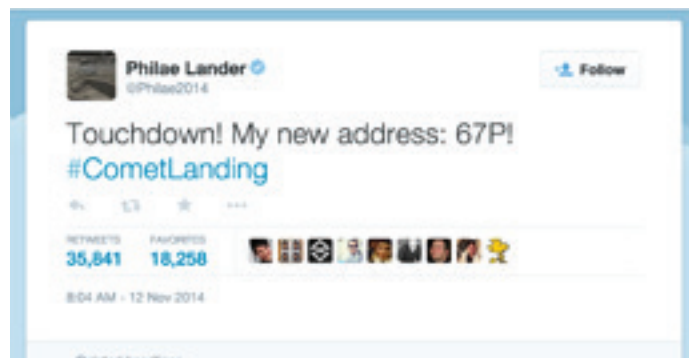 Philae Lander
@Philae2014
Follow
Touchdown! My new address: 67P!
#CometLanding
RETWEETS FAVORITES
35,841 18,258
8:04 AM - 12 Nov 2014